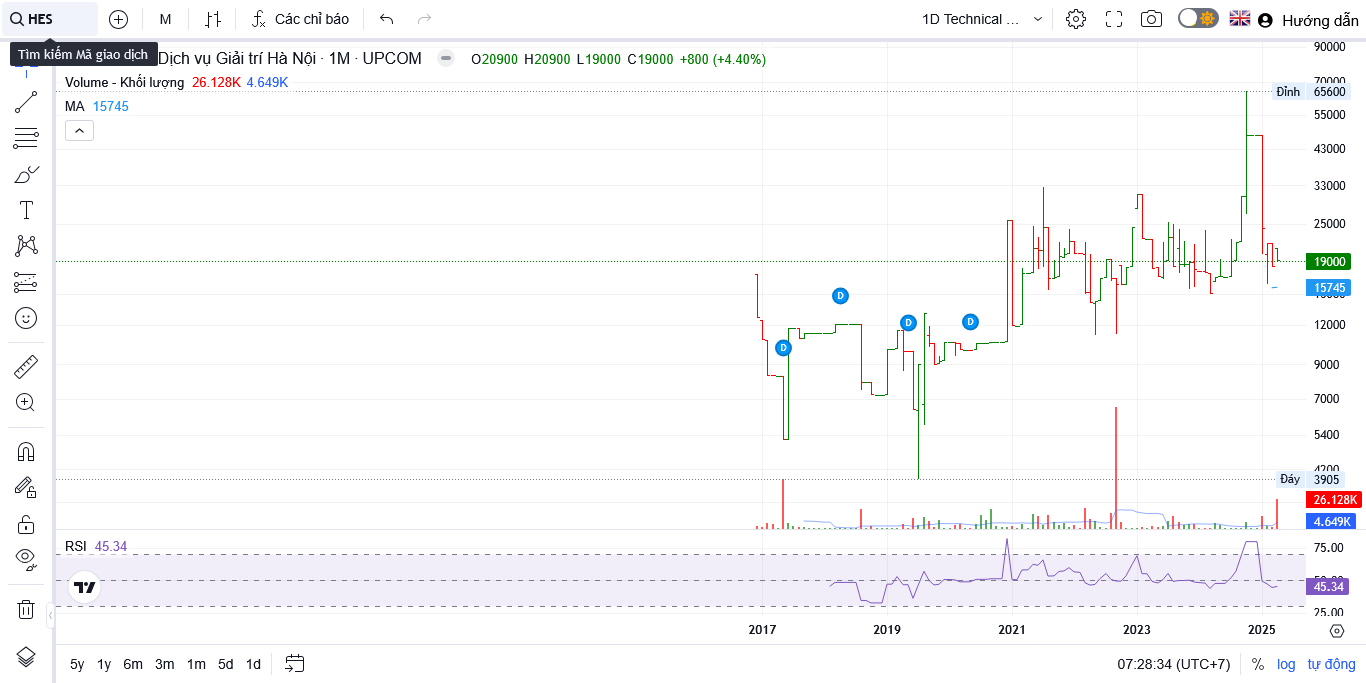 HES
M
Các chỉ báo
1D Technical ...
Hướng dẫn
Tìm kiếm Mã giao dịch
Dịch vụ Giải trí Hà Nội · 1M · UPCOM
O20900 H20900 L19000 C19000 +800 (+4.40%)
Volume - Khối lượng 26.128K 4.649K
MA 15745
90000
70000
Đỉnh 65600
55000
43000
33000
25000
19000
15745
12000
9000
7000
5400
4200
Đáy 3905
26.128K
4.649K
D
D
D
D
RSI 45.34
75.00
50.00
45.34
25.00
2017 2019 2021 2023 2025
5y 1y 6m 3m 1m 5d 1d
07:28:34 (UTC+7)
% log tự động